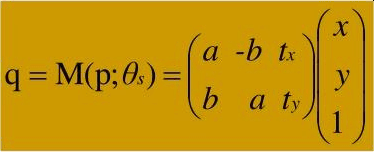 q = M(p; θs) = (a -b tx
b a ty) (x
y
1)